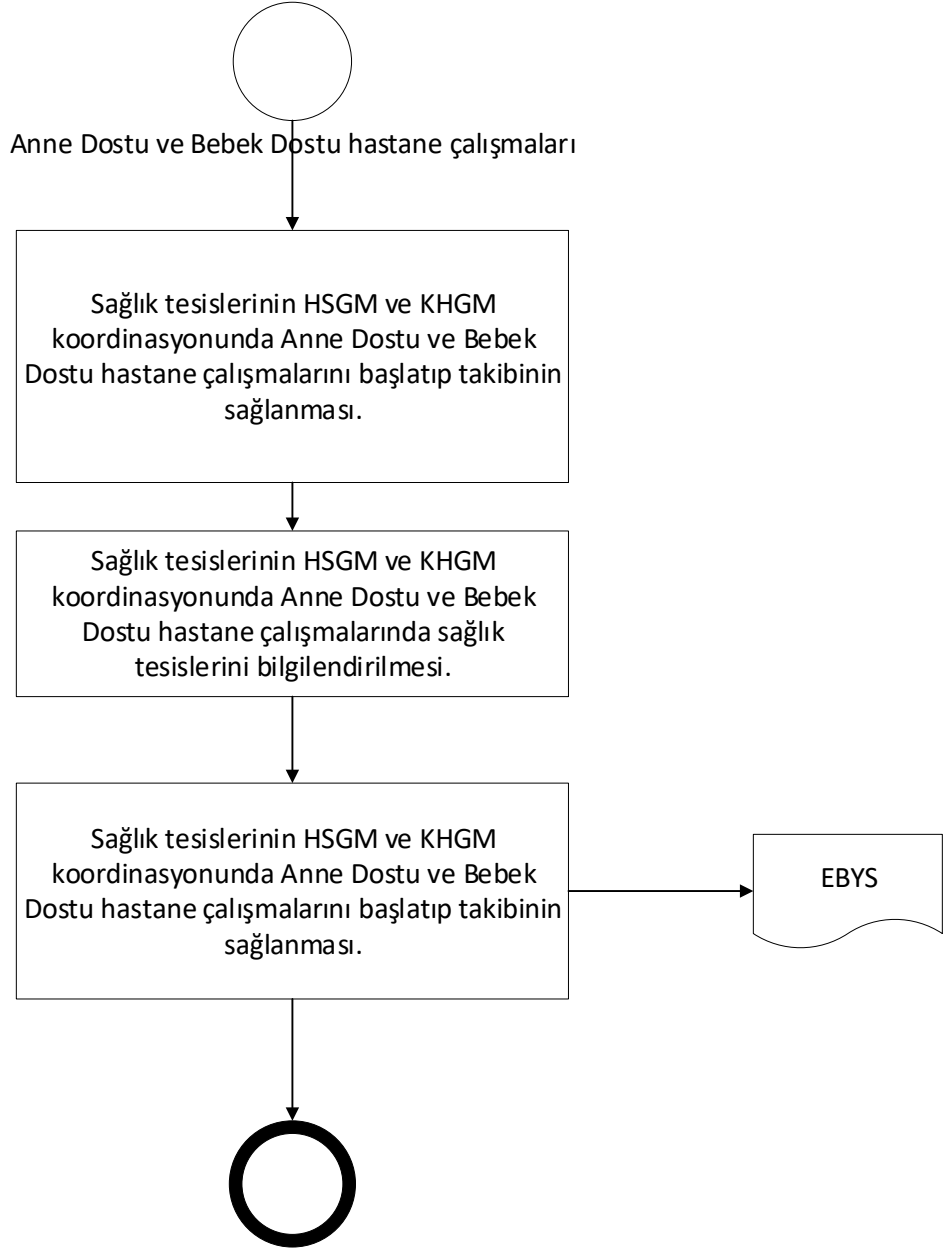 Anne Dostu ve Bebek Dostu hastane çalışmaları
Sağlık tesislerinin HSGM ve KHGM
koordinasyonunda Anne Dostu ve Bebek
Dostu hastane çalışmalarını başlatıp takibinin
sağlanması.
Sağlık tesislerinin HSGM ve KHGM
koordinasyonunda Anne Dostu ve Bebek
Dostu hastane çalışmalarında sağlık
tesislerini bilgilendirilmesi.
Sağlık tesislerinin HSGM ve KHGM
koordinasyonunda Anne Dostu ve Bebek
Dostu hastane çalışmalarını başlatıp takibinin
sağlanması.
EBYS